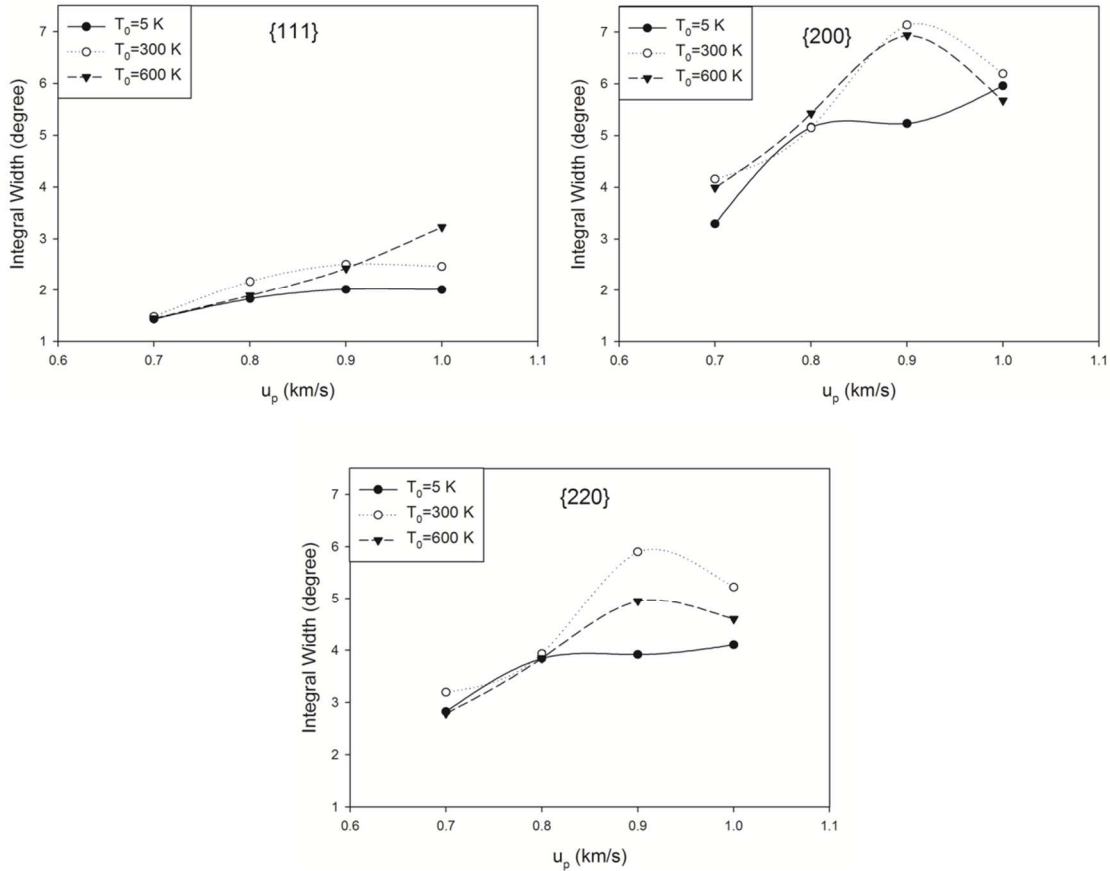 T0=5 K
T0=300 K
T0=600 K
{111}
Integral Width (degree)
7
6
5
4
3
2
1
0.6 0.7 0.8 0.9 1.0 1.1
up (km/s)
T0=5 K
T0=300 K
T0=600 K
{200}
Integral Width (degree)
7
6
5
4
3
2
1
0.6 0.7 0.8 0.9 1.0 1.1
up (km/s)
T0=5 K
T0=300 K
T0=600 K
{220}
Integral Width (degree)
7
6
5
4
3
2
1
0.6 0.7 0.8 0.9 1.0 1.1
up (km/s)